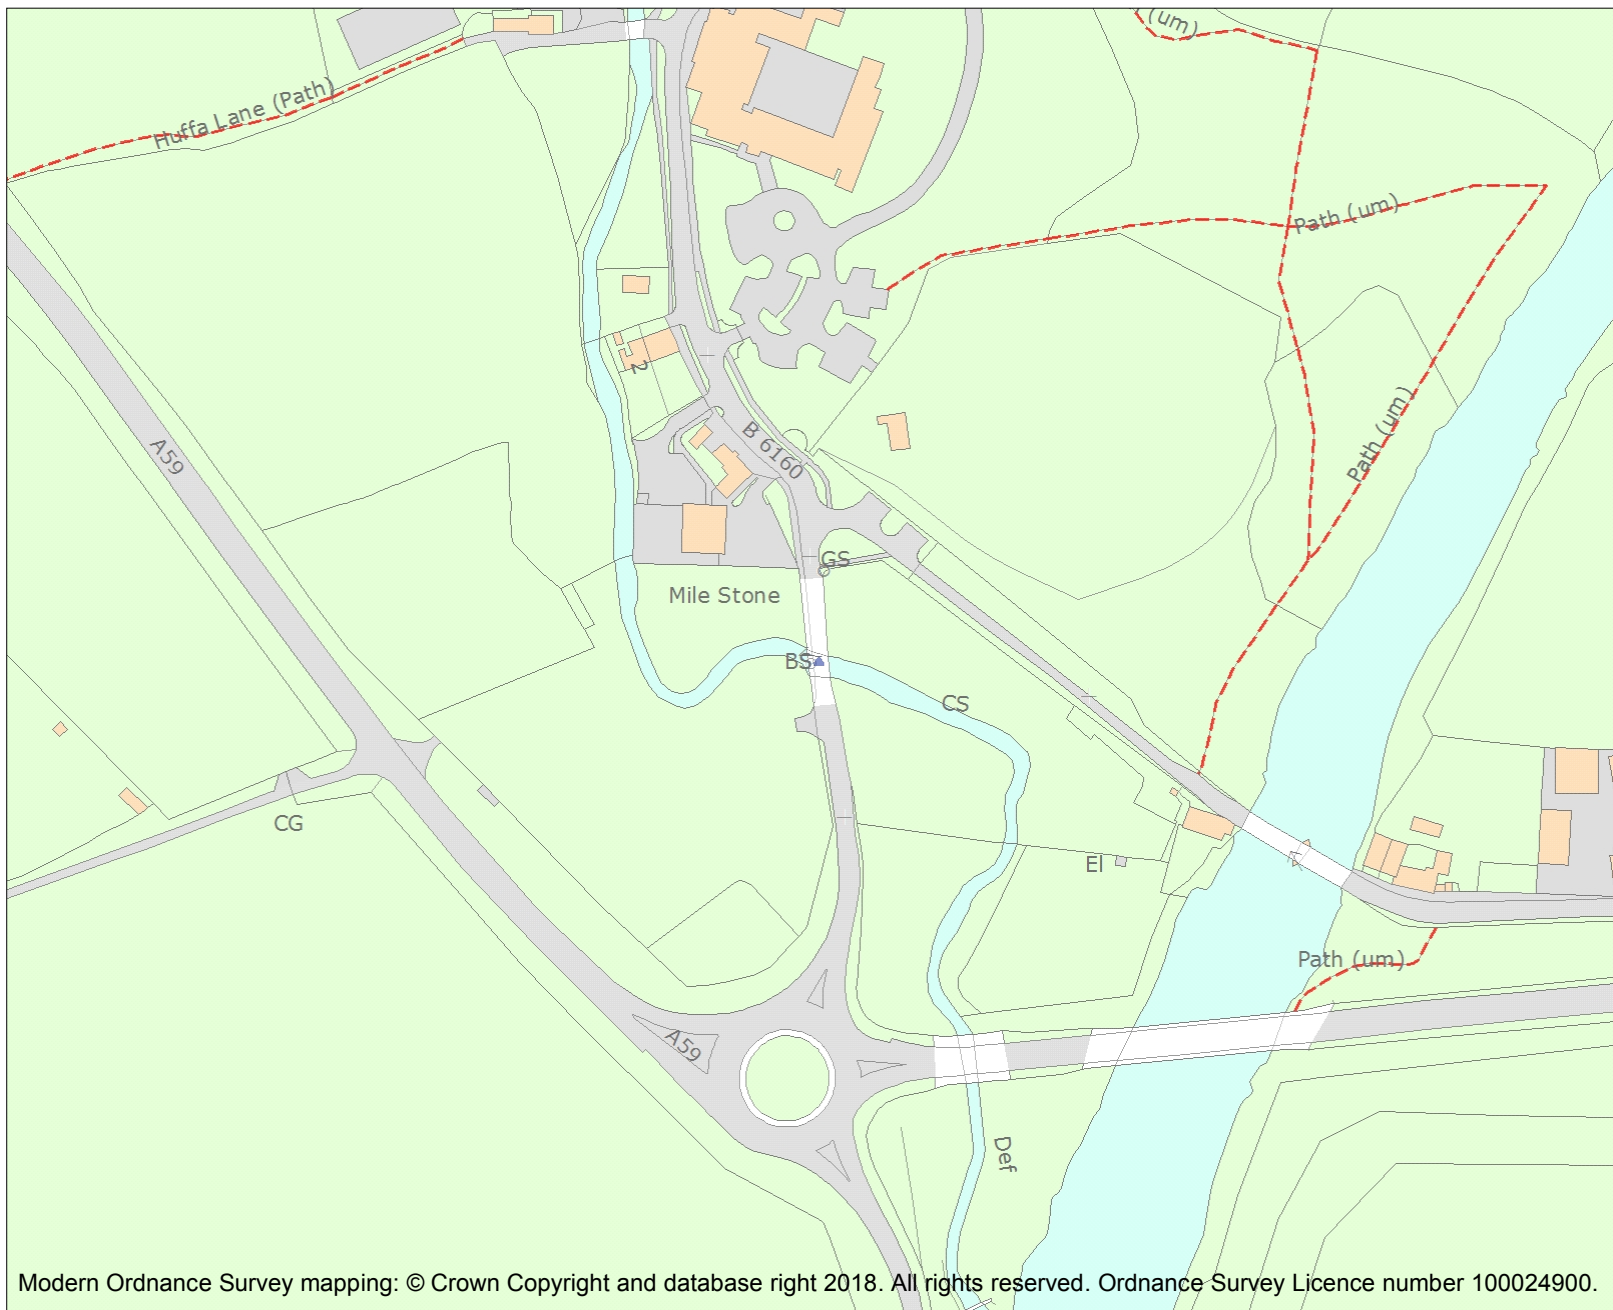 (um)
Huffa Lane (Path)
Path (um)
2
Path (um)
A59
B 6160
GS
Mile Stone
BS
CS
CG
El
Path (um)
A59
Def
Modern Ordnance Survey mapping: © Crown Copyright and database right 2018. All rights reserved. Ordnance Survey Licence number 100024900.